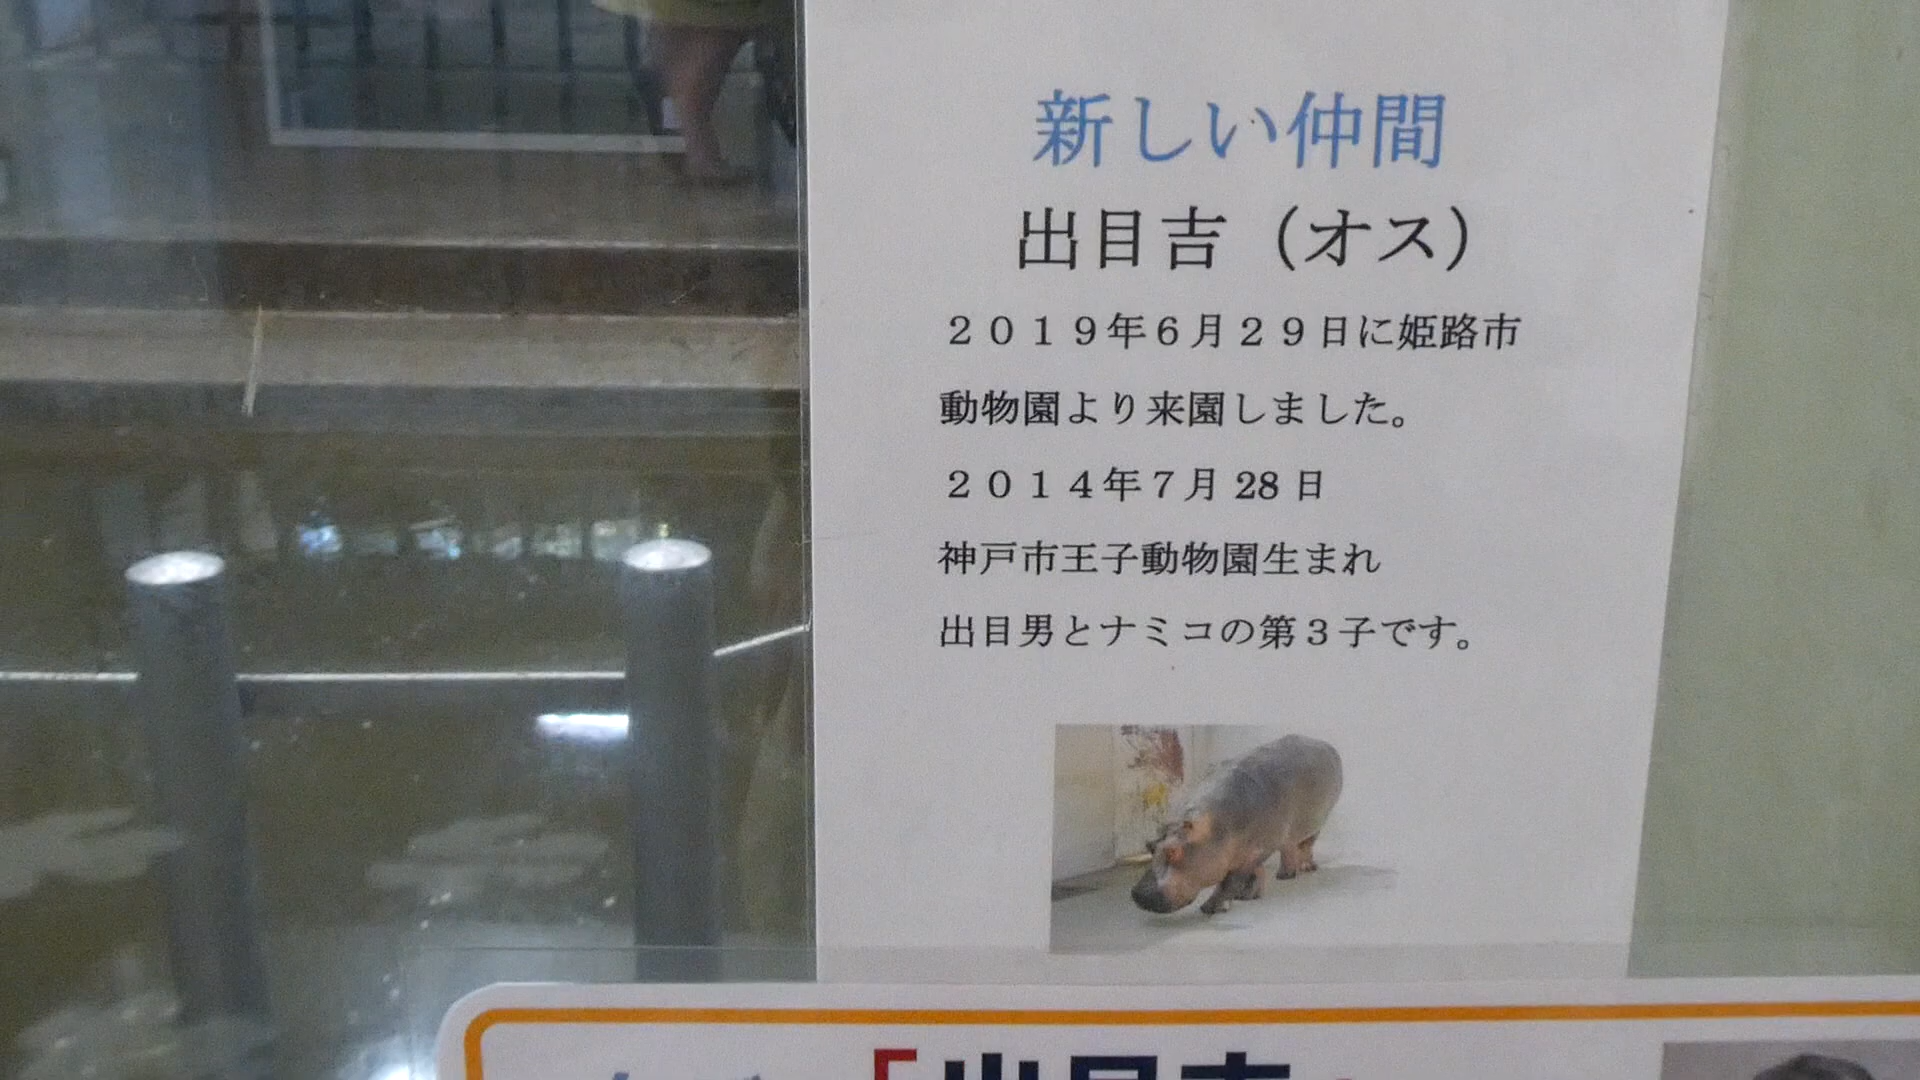 新しい仲間
出目吉（オス）
２０１９年６月２９日に姫路市
動物園より来園しました。
２０１４年７月 28 日
神戸市王子動物園生まれ
出目男とナミコの第３子です。
「出目吉